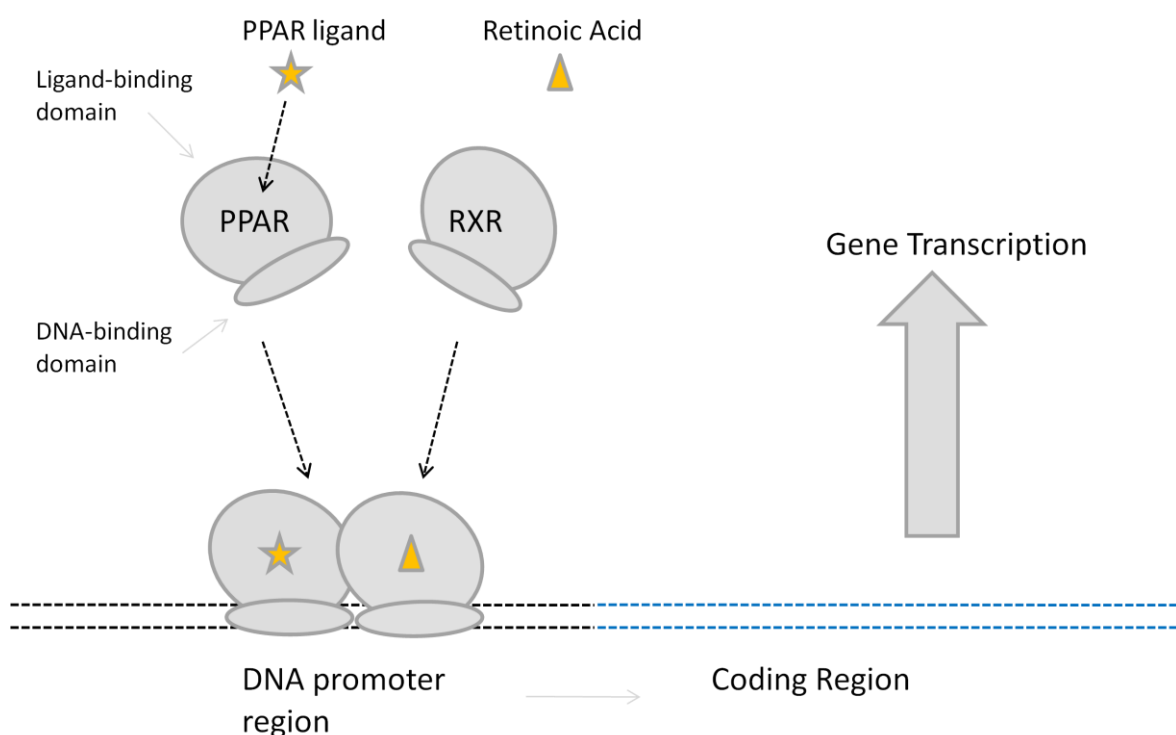 PPAR ligand
Retinoic Acid
Ligand-binding
domain
PPAR
RXR
Gene Transcription
DNA-binding
domain
DNA promoter
region
Coding Region